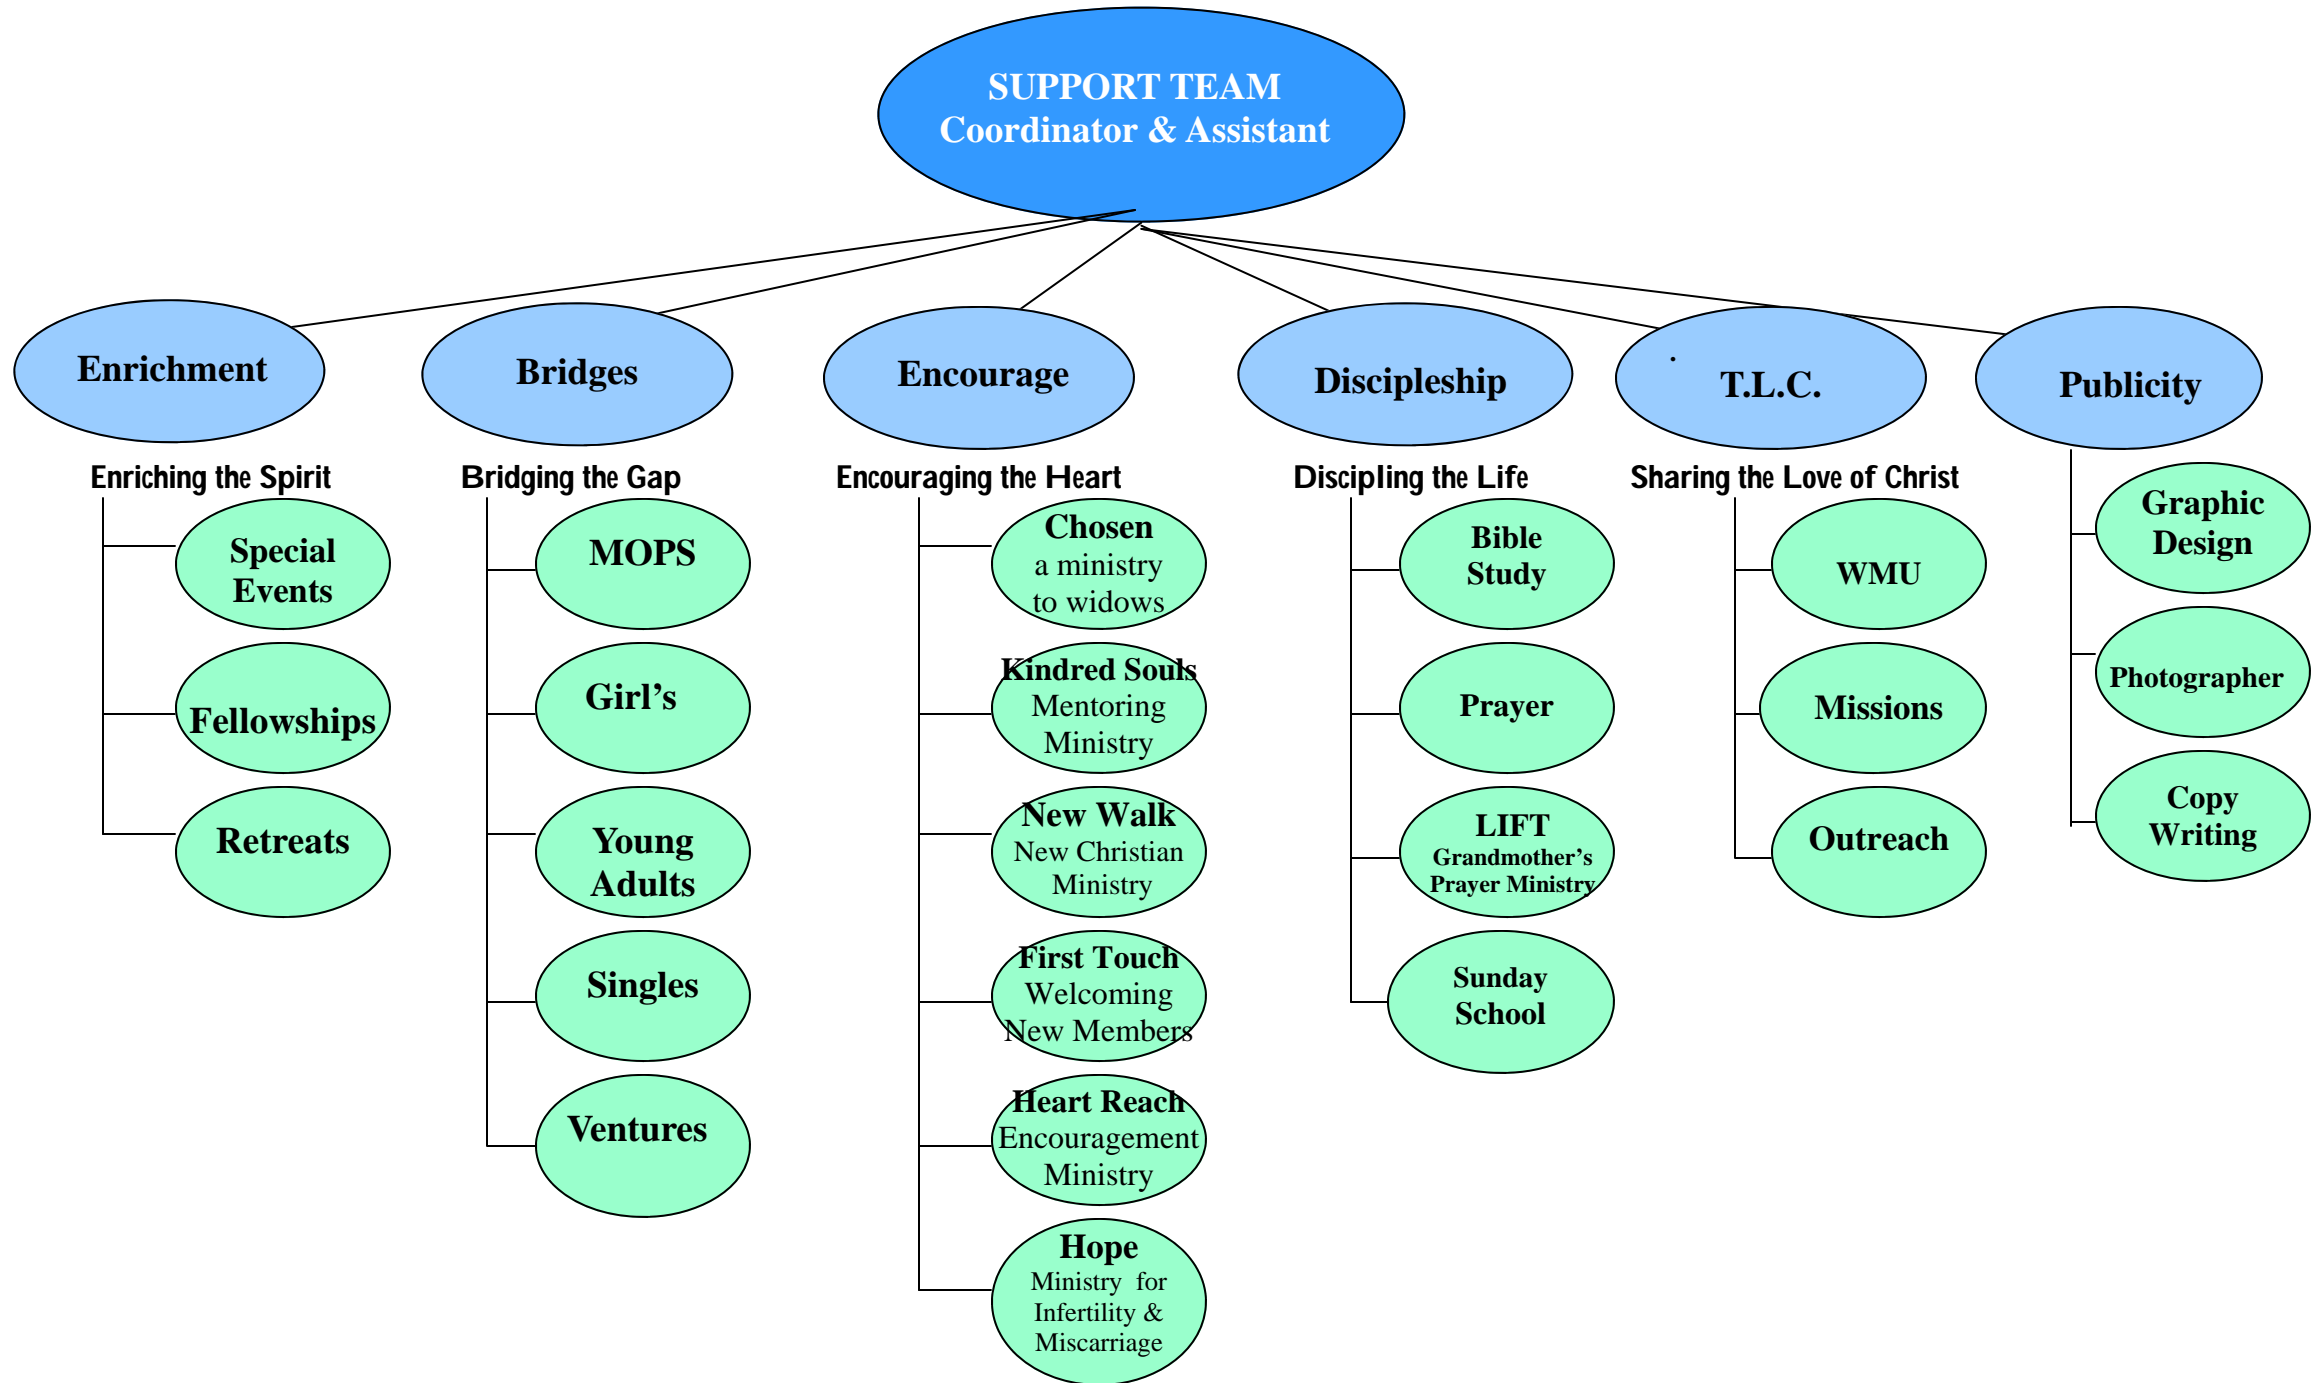 SUPPORT TEAM
Coordinator & Assistant
Enrichment
Bridges
Encourage
Discipleship
.
T.L.C.
Publicity
Enriching the Spirit
Special
Events
Fellowships
Retreats
Bridging the Gap
MOPS
Girl’s
Young
Adults
Singles
Ventures
Encouraging the Heart
Chosen
a ministry
to widows
Kindred Souls
Mentoring
Ministry
New Walk
New Christian
Ministry
First Touch
Welcoming
New Members
Heart Reach
Encouragement
Ministry
Hope
Ministry for
Infertility &
Miscarriage
Discipling the Life
Bible
Study
Prayer
LIFT
Grandmother’s
Prayer Ministry
Sunday
School
Sharing the Love of Christ
WMU
Missions
Outreach
Graphic
Design
Photographer
Copy
Writing